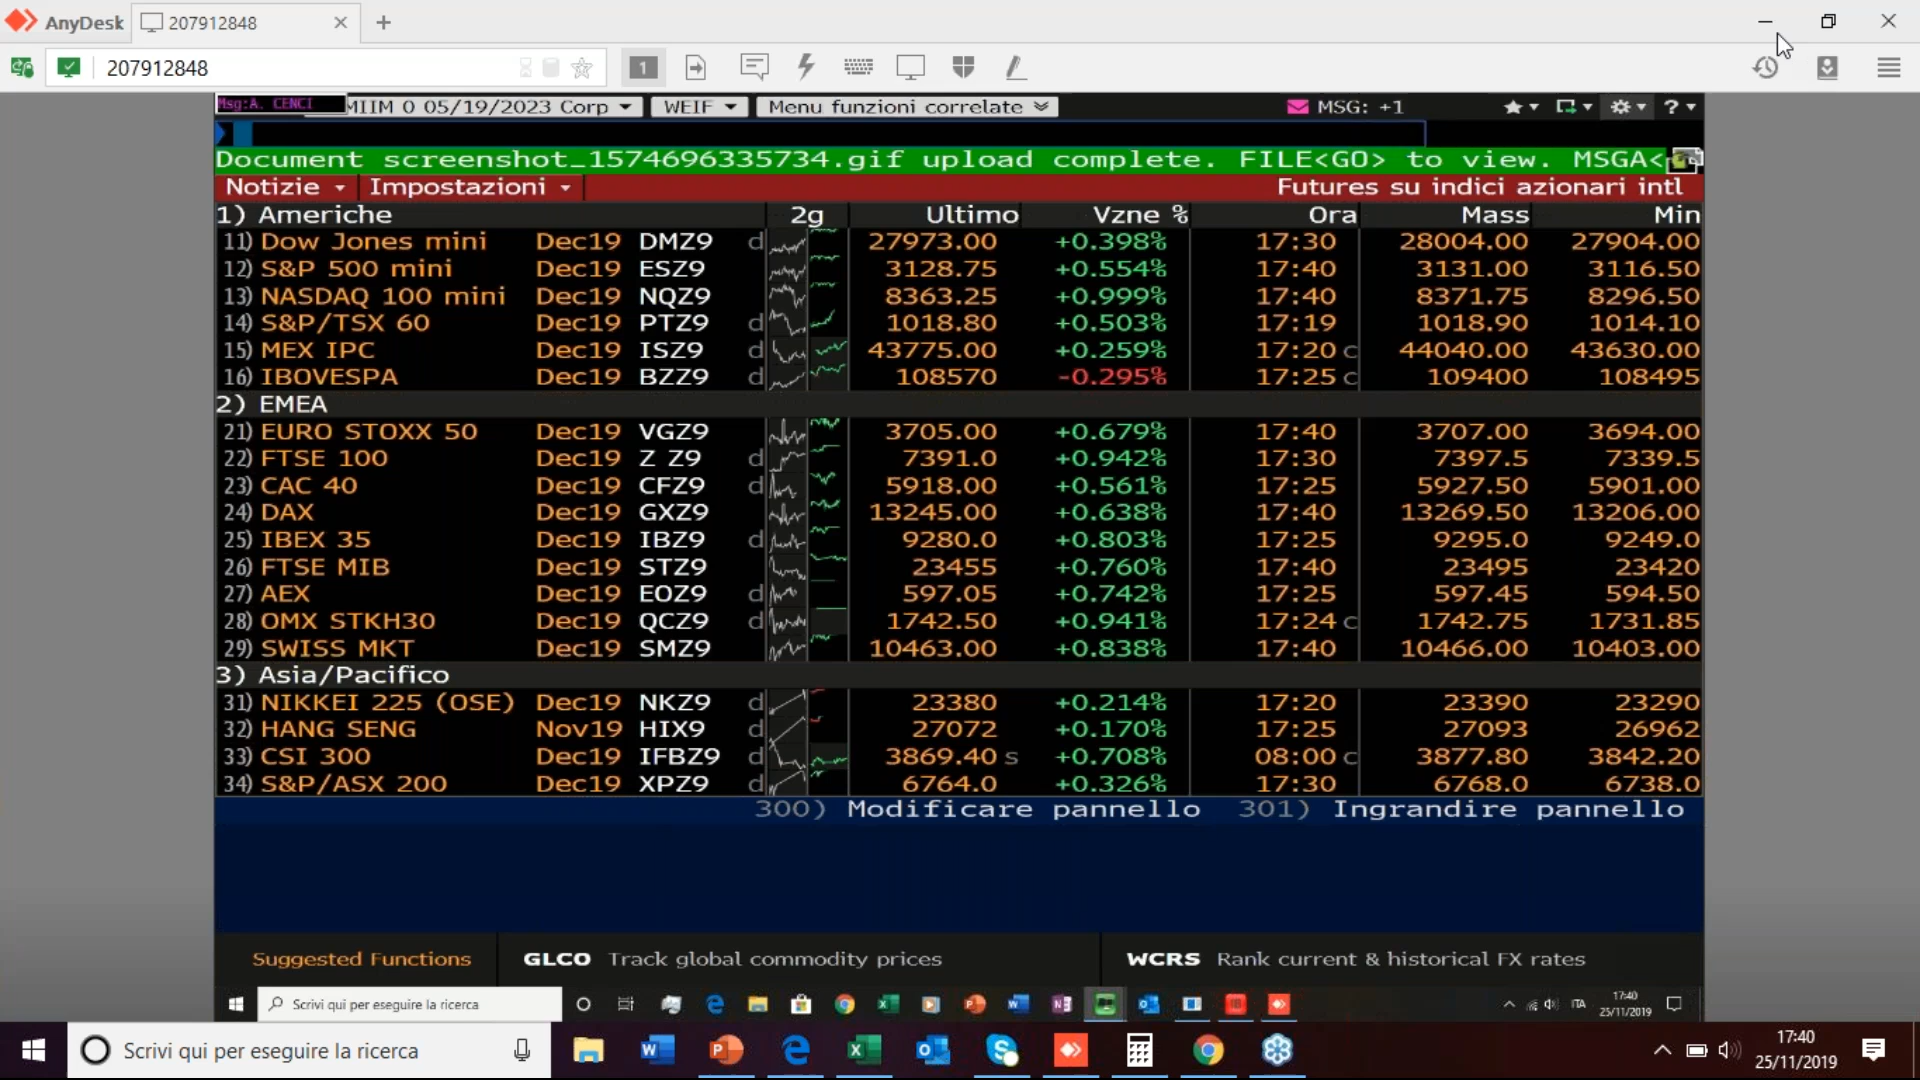 AnyDesk 207912848
207912848 1
Msg:A. CENCI MIIM 0 05/19/2023 Corp WEIF Menu funzioni correlate MSG: +1 ?
Document screenshot_1574696335734.gif upload complete. FILE<GO> to view. MSGA<
Notizie Impostazioni Futures su indici azionari intl
1) Americhe 2g Ultimo Vzne % Ora Mass Min
11) Dow Jones mini Dec19 DMZ9 d 27973.00 +0.398% 17:30 28004.00 27904.00
12) S&P 500 mini Dec19 ESZ9 3128.75 +0.554% 17:40 3131.00 3116.50
13) NASDAQ 100 mini Dec19 NQZ9 8363.25 +0.999% 17:40 8371.75 8296.50
14) S&P/TSX 60 Dec19 PTZ9 d 1018.80 +0.503% 17:19 1018.90 1014.10
15) MEX IPC Dec19 ISZ9 d 43775.00 +0.259% 17:20 c 44040.00 43630.00
16) IBOVESPA Dec19 BZZ9 d 108570 -0.295% 17:25 c 109400 108495
2) EMEA
21) EURO STOXX 50 Dec19 VGZ9 3705.00 +0.679% 17:40 3707.00 3694.00
22) FTSE 100 Dec19 Z Z9 d 7391.0 +0.942% 17:30 7397.5 7339.5
23) CAC 40 Dec19 CFZ9 d 5918.00 +0.561% 17:25 5927.50 5901.00
24) DAX Dec19 GXZ9 13245.00 +0.638% 17:40 13269.50 13206.00
25) IBEX 35 Dec19 IBZ9 d 9280.0 +0.803% 17:25 9295.0 9249.0
26) FTSE MIB Dec19 STZ9 23455 +0.760% 17:40 23495 23420
27) AEX Dec19 EOZ9 d 597.05 +0.742% 17:25 597.45 594.50
28) OMX STKH30 Dec19 QCZ9 d 1742.50 +0.941% 17:24 c 1742.75 1731.85
29) SWISS MKT Dec19 SMZ9 10463.00 +0.838% 17:40 10466.00 10403.00
3) Asia/Pacifico
31) NIKKEI 225 (OSE) Dec19 NKZ9 d 23380 +0.214% 17:20 23390 23290
32) HANG SENG Nov19 HIX9 d 27072 +0.170% 17:25 27093 26962
33) CSI 300 Dec19 IFBZ9 d 3869.40 s +0.708% 08:00 c 3877.80 3842.20
34) S&P/ASX 200 Dec19 XPZ9 d 6764.0 +0.326% 17:30 6768.0 6738.0
300) Modificare pannello 301) Ingrandire pannello
Suggested Functions GLCO Track global commodity prices WCRS Rank current & historical FX rates
Scrivi qui per eseguire la ricerca ITA 17:40
25/11/2019
Scrivi qui per eseguire la ricerca 17:40
25/11/2019